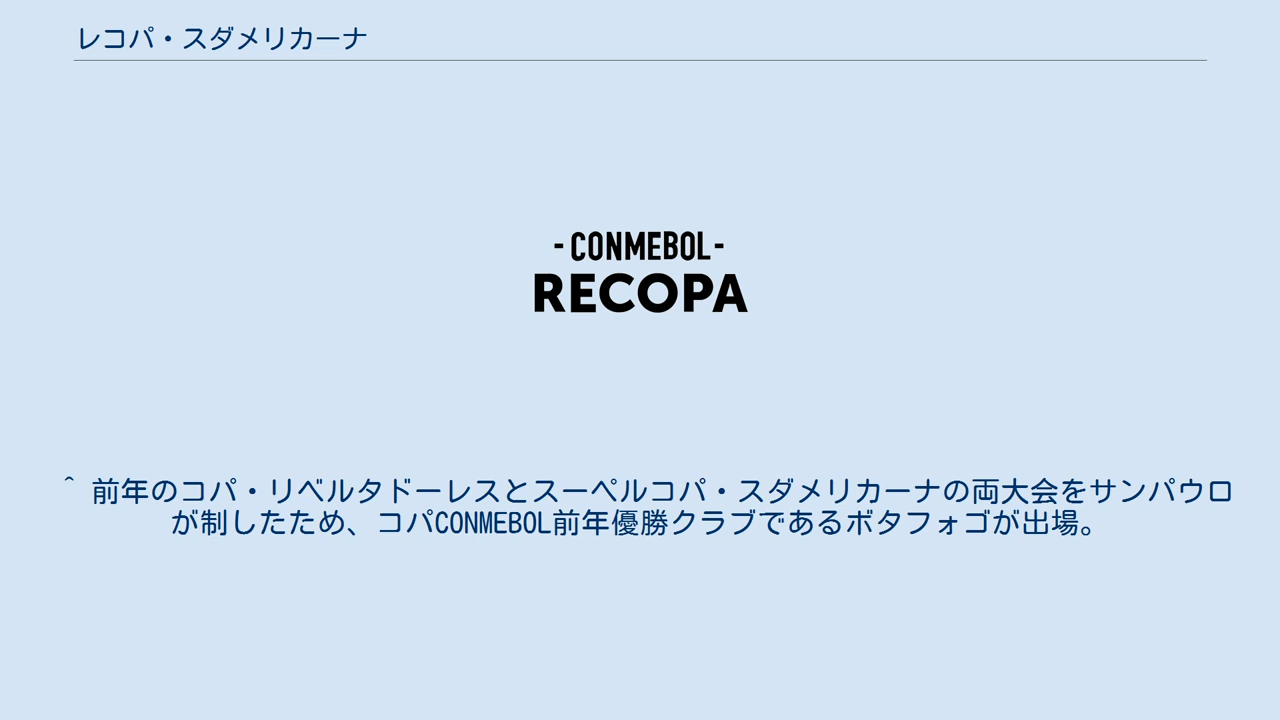 レコパ・スダメリカーナ
- CONMEBOL -
RECOPA
^ 前年のコパ・リベルタドーレスとスーペルコパ・スダメリカーナの両大会をサンパウロ
が制したため、コパCONMEBOL前年優勝クラブであるボタフォゴが出場。